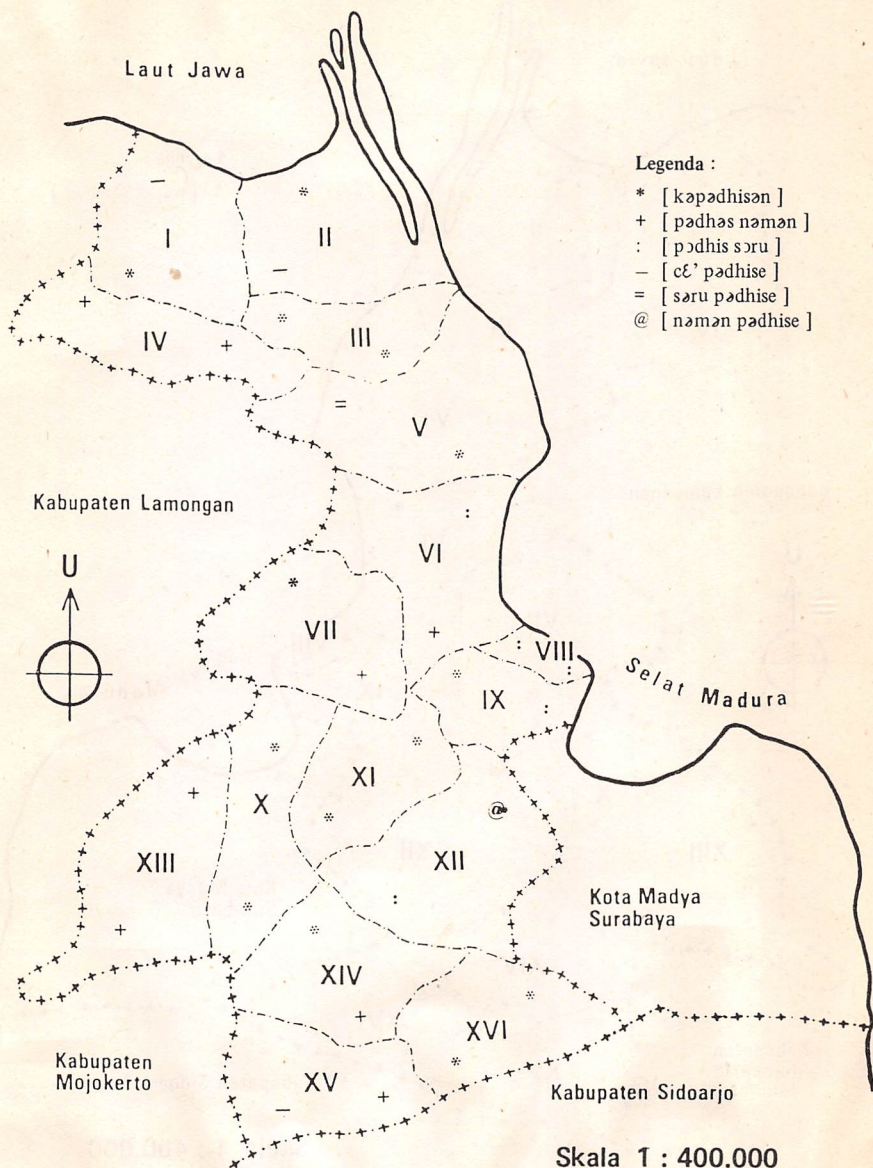 Laut Jawa
Legenda :
* [ kəpədhisən ]
+ [ pədhəs nəmən ]
: [ pɔdhis sɔru ]
– [ cɛ' pədhise ]
= [ səru pədhise ]
@ [ nəmən pədhise ]
– * I
* – II
* III *
+ IV +
= V *
Kabupaten Lamongan
: VI +
U
* VII +
: VIII :
Selat Madura
* IX :
* X *
* XI *
@ XII :
+ XIII +
Kota Madya
Surabaya
* XIV +
* XVI *
Kabupaten
Mojokerto
– XV +
Kabupaten Sidoarjo
Skala 1 : 400.000